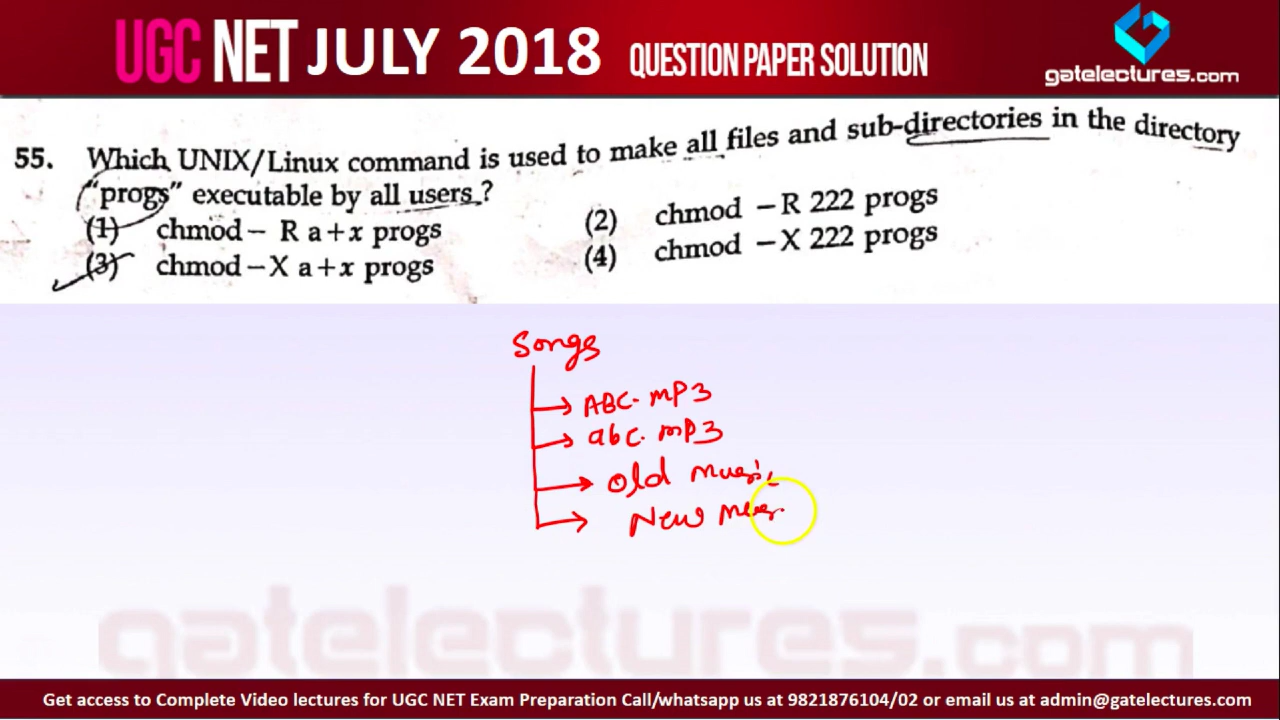 UGC NET JULY 2018 QUESTION PAPER SOLUTION
gatelectures.com
55. Which UNIX/Linux command is used to make all files and sub-directories in the directory
"progs" executable by all users ?
(1) chmod – R a+x progs (2) chmod – R 222 progs
(3) chmod – X a+x progs (4) chmod – X 222 progs
Songs
ABC. mp3
abc. mp3
old music
New
gatelectures.com
Get access to Complete Video lectures for UGC NET Exam Preparation Call/whatsapp us at 9821876104/02 or email us at admin@gatelectures.com